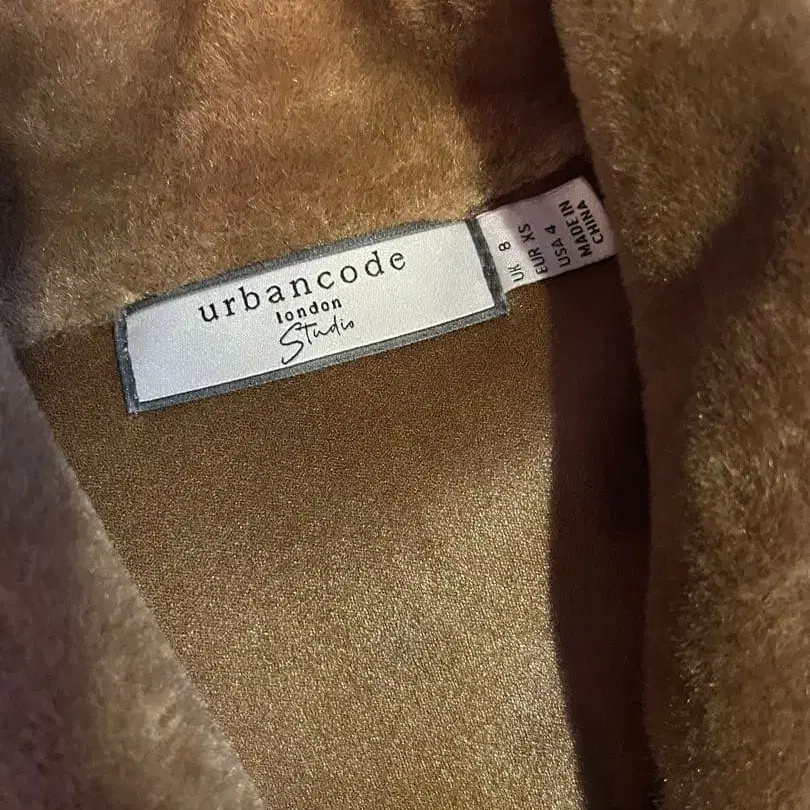 urbancode
london
Studio
UK 8
EUR XS
USA 4
MADE IN
CHINA